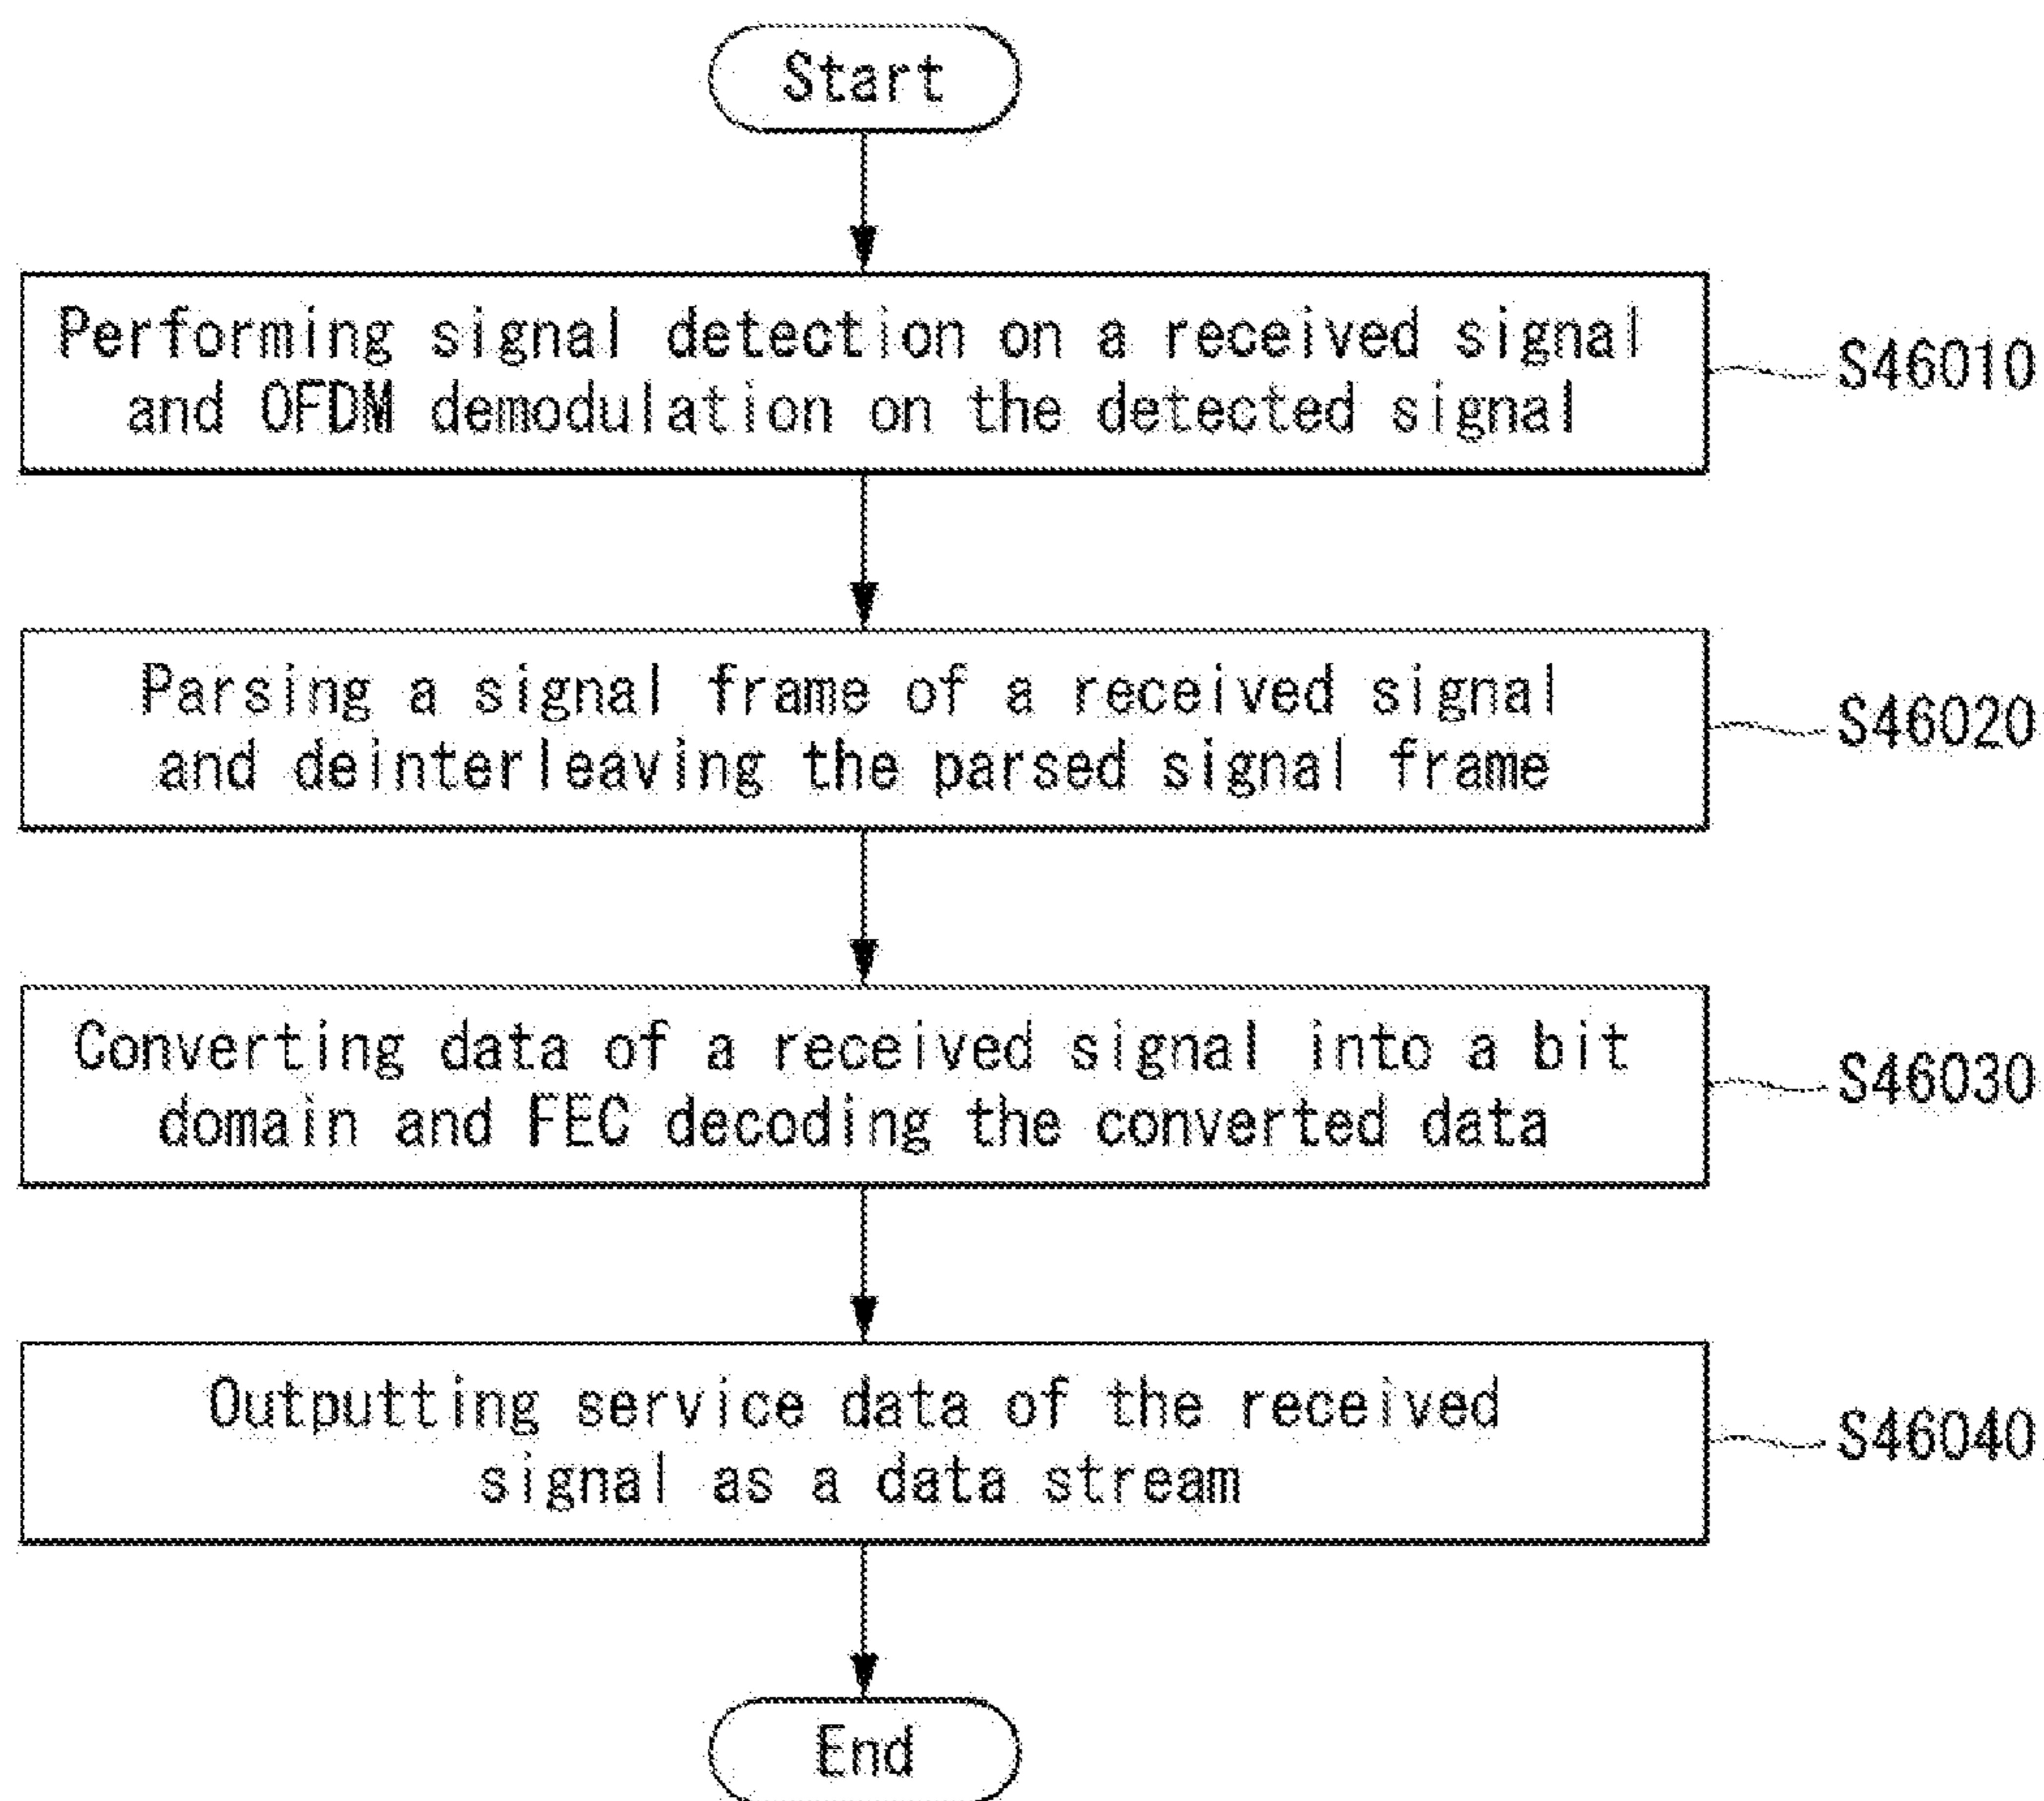 Start
Performing signal detection on a received signal
and OFDM demodulation on the detected signal
S46010
Parsing a signal frame of a received signal
and deinterleaving the parsed signal frame
S46020
Converting data of a received signal into a bit
domain and FEC decoding the converted data
S46030
Outputting service data of the received
signal as a data stream
S46040
End